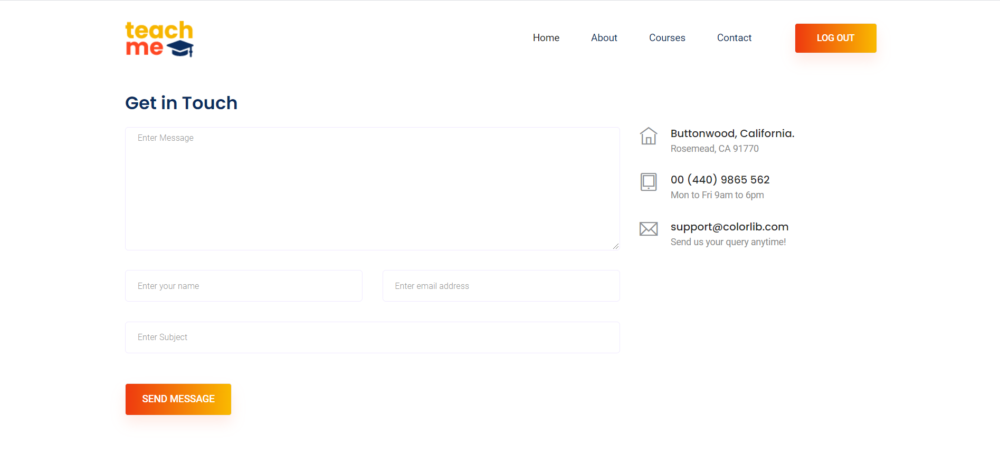 teach
me
Home
About
Courses
Contact
LOG OUT
Get in Touch
Enter Message
Enter your name
Enter email address
Enter Subject
SEND MESSAGE
Buttonwood, California.
Rosemead, CA 91770
00 (440) 9865 562
Mon to Fri 9am to 6pm
support@colorlib.com
Send us your query anytime!